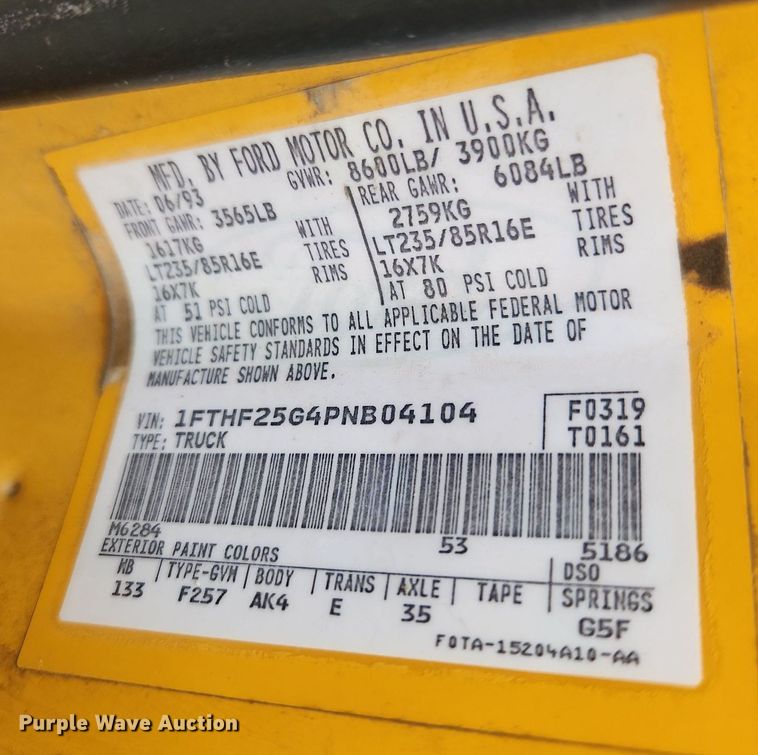 MFD. BY FORD MOTOR CO. IN U.S.A.
DATE: 06/93 GVWR: 8600LB/ 3900KG
FRONT GAWR: 3565LB REAR GAWR: 6084LB
1617KG WITH 2759KG WITH
LT235/85R16E TIRES LT235/85R16E TIRES
16X7K RIMS 16X7K RIMS
AT 51 PSI COLD AT 80 PSI COLD
THIS VEHICLE CONFORMS TO ALL APPLICABLE FEDERAL MOTOR
VEHICLE SAFETY STANDARDS IN EFFECT ON THE DATE OF
MANUFACTURE SHOWN ABOVE.
VIN: 1FTHF25G4PNB04104 F0319
TYPE: TRUCK T0161
M6284 53 5186
EXTERIOR PAINT COLORS DSO
WB TYPE-GVM BODY TRANS AXLE TAPE SPRINGS
133 F257 AK4 E 35 G5F
F0TA-15204A10-AA
Purple Wave Auction